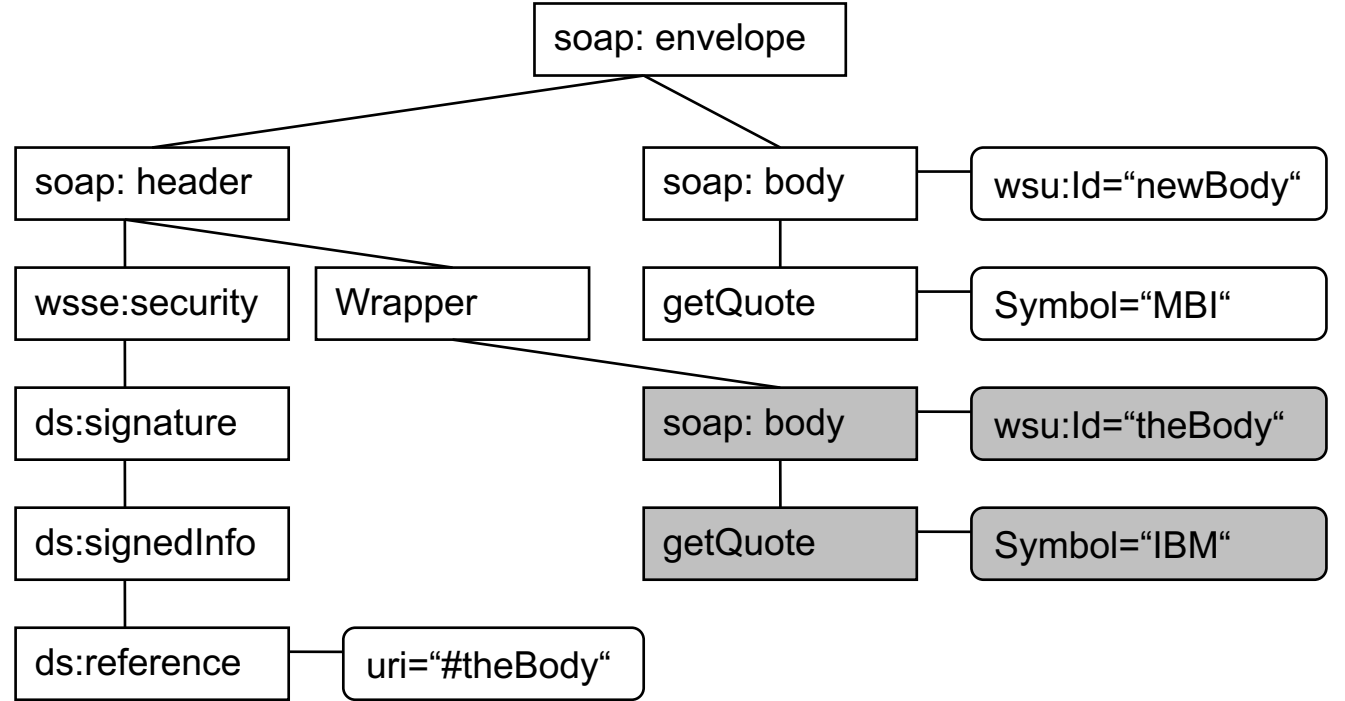 soap: envelope
soap: header
soap: body
wsu:Id=“newBody“
wsse:security
Wrapper
getQuote
Symbol=“MBI“
ds:signature
soap: body
wsu:Id=“theBody“
ds:signedInfo
getQuote
Symbol=“IBM“
ds:reference
uri=“#theBody“